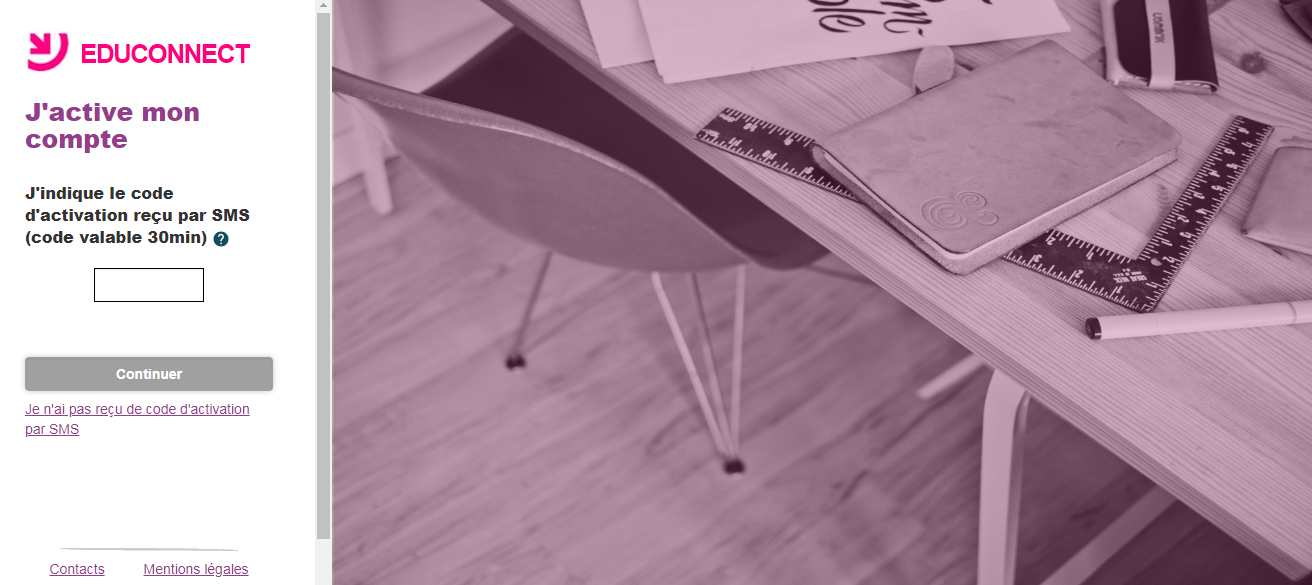 EDUCONNECT
J'active mon
compte
J'indique le code
d'activation reçu par SMS
(code valable 30min) ?
Continuer
Je n'ai pas reçu de code d'activation
par SMS
Contacts
Mentions légales